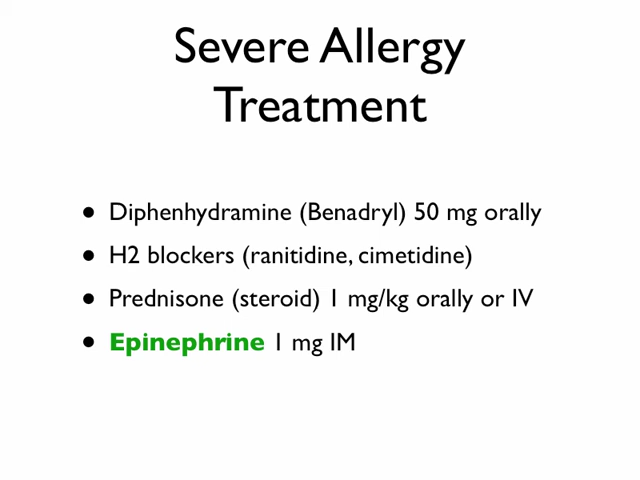 Severe Allergy
Treatment
• Diphenhydramine (Benadryl) 50 mg orally
• H2 blockers (ranitidine, cimetidine)
• Prednisone (steroid) 1 mg/kg orally or IV
• Epinephrine 1 mg IM